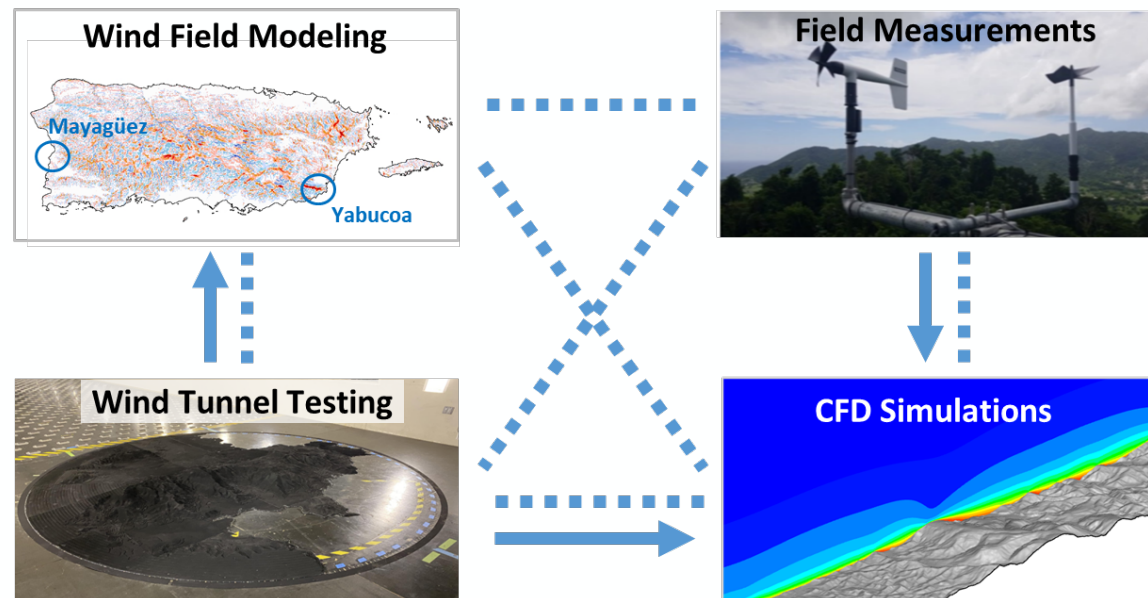 Wind Field Modeling
Field Measurements
Mayagüez
Yabucoa
Wind Tunnel Testing
CFD Simulations